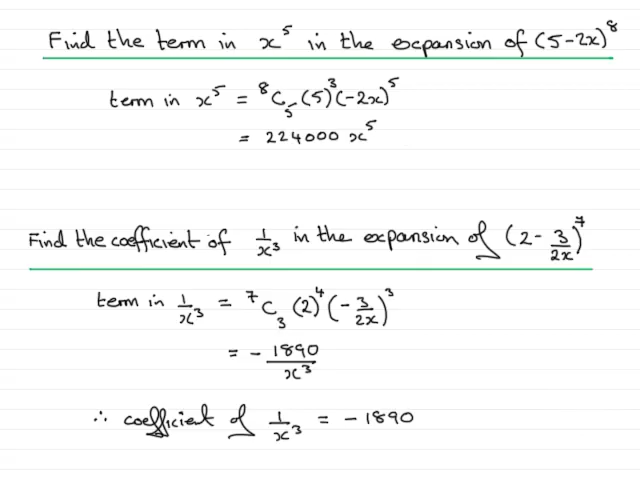 Find the term in x⁵ in the expansion of (5-2x)⁸
term in x⁵ = ⁸C₅ (5)³ (-2x)⁵
= 224000 x⁵
Find the coefficient of 1/x³ in the expansion of (2 - 3/2x)⁷
term in 1/x³ = ⁷C₃ (2)⁴ (- 3/2x)³
= - 1890/x³
∴ coefficient of 1/x³ = - 1890